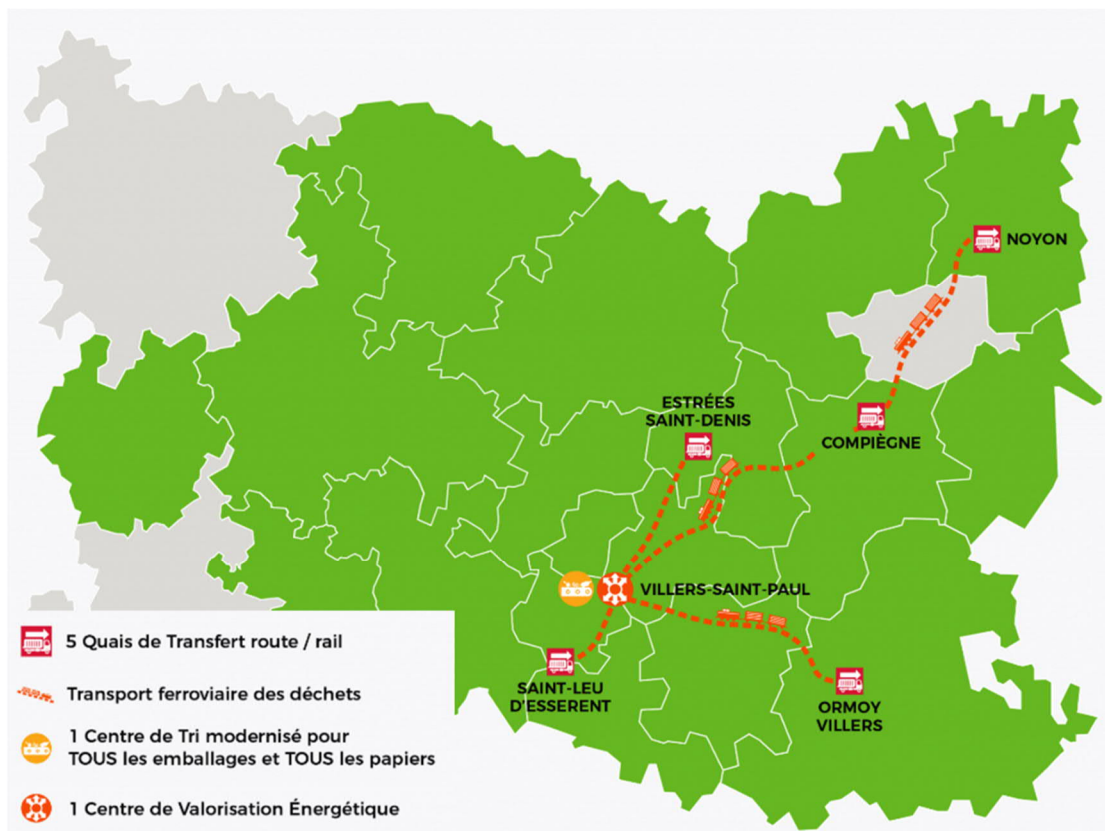 NOYON
ESTRÉES
SAINT-DENIS
COMPIÈGNE
VILLERS-SAINT-PAUL
SAINT-LEU
D'ESSERENT
ORMOY
VILLERS
5 Quais de Transfert route / rail
Transport ferroviaire des déchets
1 Centre de Tri modernisé pour
TOUS les emballages et TOUS les papiers
1 Centre de Valorisation Énergétique